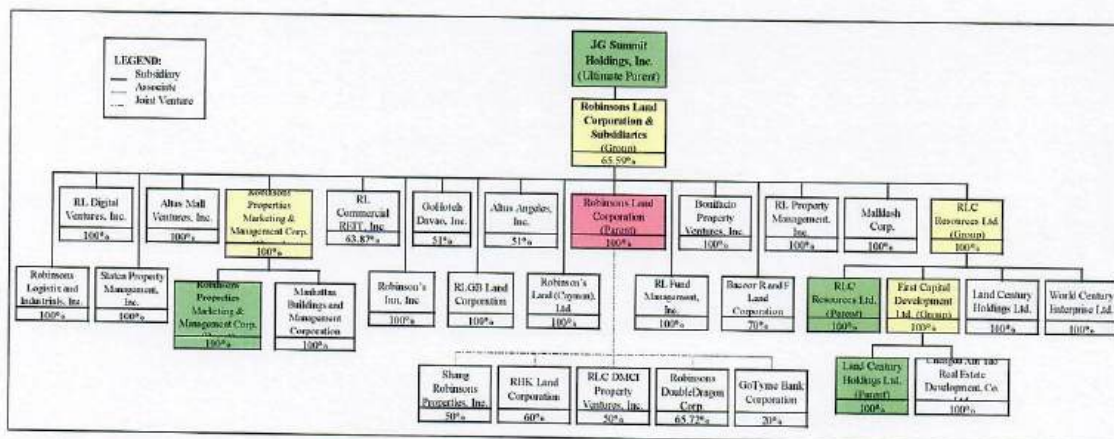 LEGEND:
Subsidiary
Associate
Joint Venture
JG Summit
Holdings, Inc.
(Ultimate Parent)
Robinsons Land
Corporation &
Subsidiaries
(Group)
65.59%
RL Digital
Ventures, Inc.
100%
Altus Mall
Ventures, Inc.
100%
Robinsons
Properties
Marketing &
Management Corp.
100%
RL
Commercial
REIT, Inc
63.87%
GoHotels
Davao, Inc.
51%
Altus Angeles,
Inc.
51%
Robinsons Land
Corporation
(Parent)
100%
Bonifacio
Property
Ventures, Inc.
100%
RL Property
Management,
Inc.
100%
Malldash
Corp.
100%
RLC
Resources Ltd
(Group)
100%
Robinsons
Logistix and
Industrials, Inc.
100%
Staten Property
Management,
Inc.
100%
Robinsons
Properties
Marketing &
Management Corp.
100%
Manhattan
Buildings and
Management
Corporation
100%
Robinson's
Inn, Inc
100%
RLGB Land
Corporation
100%
Robinson's
Land (Cayman), Ltd
100%
RL Fund
Management,
Inc.
100%
Bacoor R and F
Land
Corporation
70%
RLC
Resources Ltd.
(Parent)
100%
First Capital
Development
Ltd. (Group)
100%
Land Century
Holdings Ltd.
100%
World Century
Enterprise Ltd.
100%
Shang
Robinsons
Properties, Inc.
50%
RHK Land
Corporation
60%
RLC DMCI
Property
Ventures, Inc.
50%
Robinsons
DoubleDragon
Corp.
65.72%
GoTyme Bank
Corporation
20%
Land Century
Holdings Ltd.
(Parent)
100%
Real Estate
Development, Co.
100%